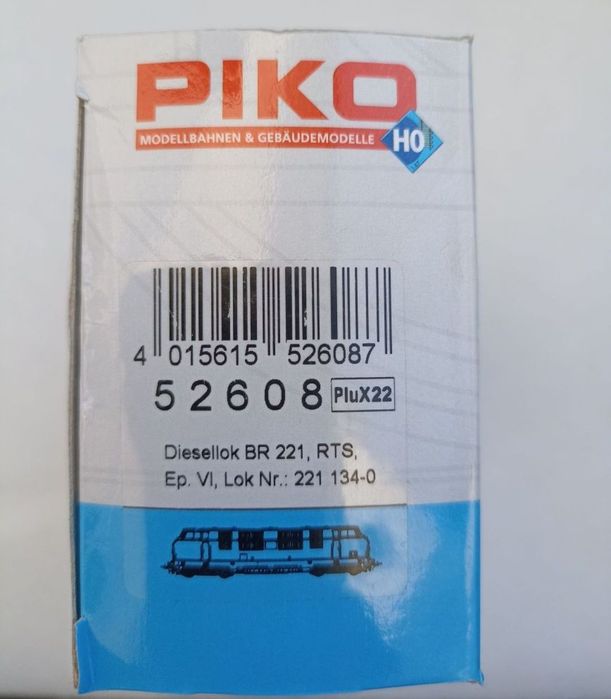 PIKO
MODELLBAHNEN & GEBÄUDEMODELLE
H0
4 015615 526087
52608 PluX22
Diesellok BR 221, RTS,
Ep. VI, Lok Nr.: 221 134-0